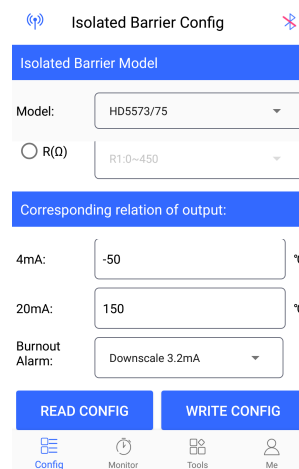 Isolated Barrier Config
Isolated Barrier Model
Model: HD5573/75
R(Ω) R1:0~450
Corresponding relation of output:
4mA: -50
20mA: 150
Burnout
Alarm: Downscale 3.2mA
READ CONFIG WRITE CONFIG
Config Monitor Tools Me